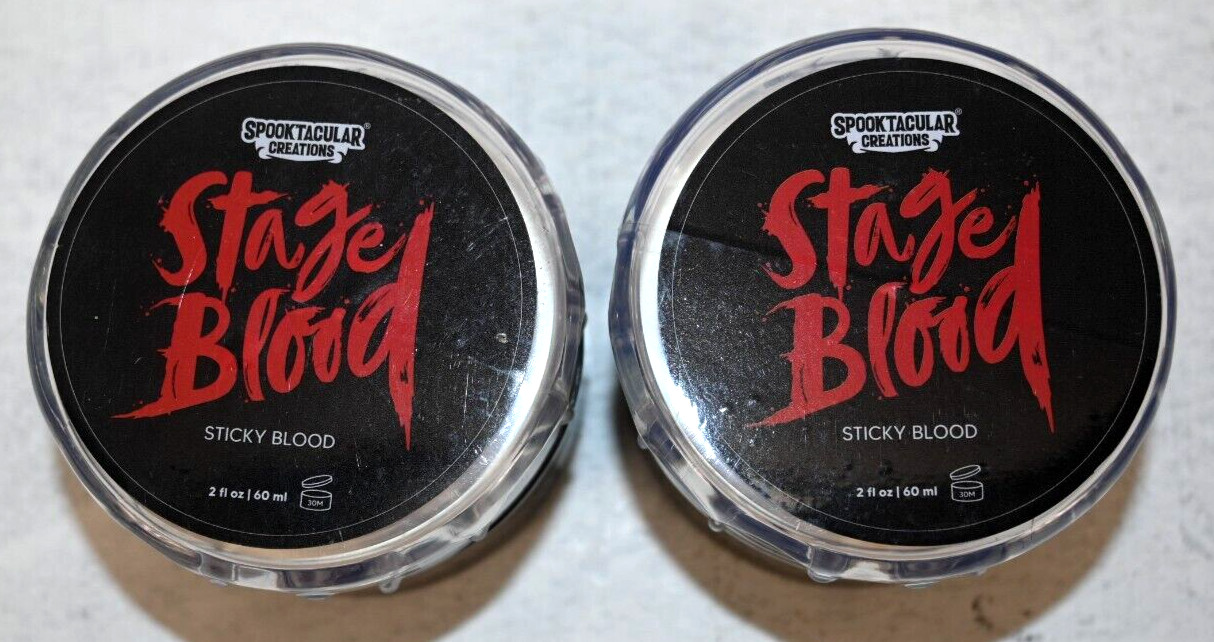 SPOOKTACULAR®
CREATIONS
Stage
Blood
STICKY BLOOD
2 fl oz | 60 ml
30M
SPOOKTACULAR®
CREATIONS
Stage
Blood
STICKY BLOOD
2 fl oz | 60 ml
30M